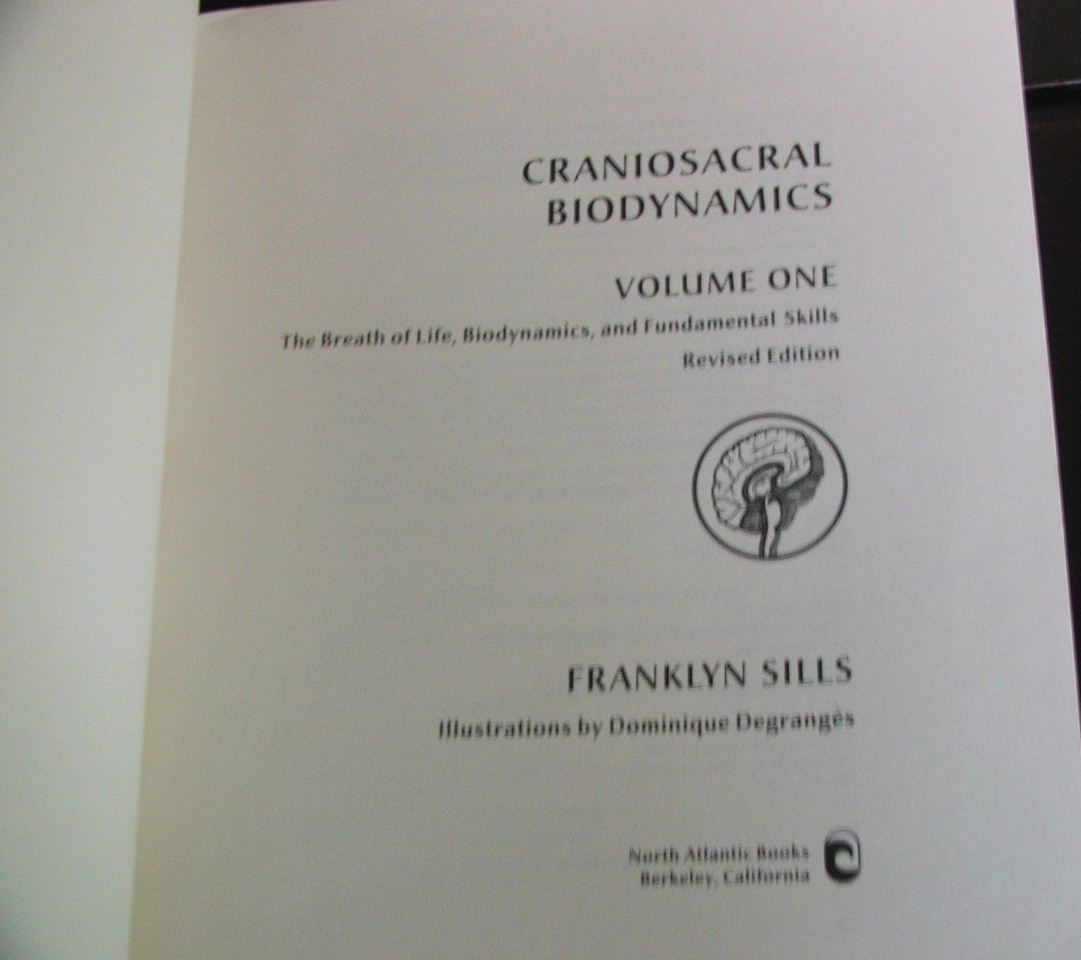 CRANIOSACRAL
BIODYNAMICS
VOLUME ONE
The Breath of Life, Biodynamics, and Fundamental Skills
Revised Edition
FRANKLYN SILLS
Illustrations by Dominique Degrangés
North Atlantic Books
Berkeley, California